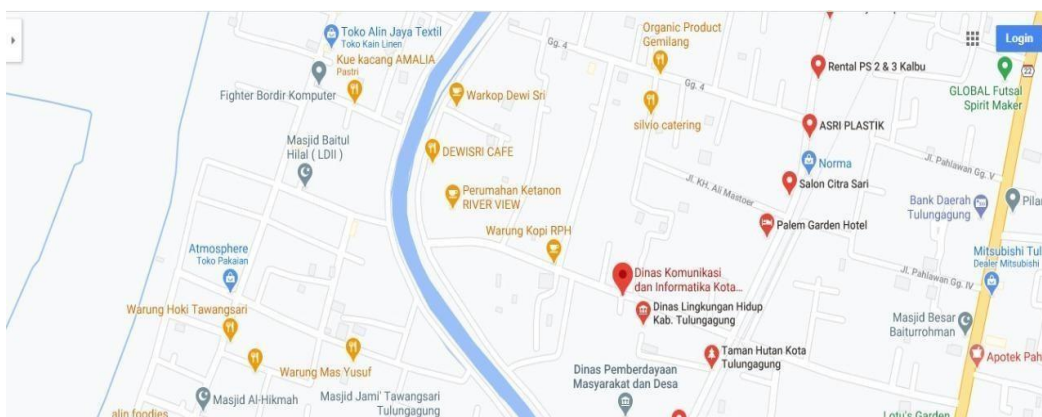 Toko Alin Jaya Textil
Toko Kain Linen
Kue kacang AMALIA
Pastri
Fighter Bordir Komputer
Masjid Baitul
Hilal ( LDII )
Warkop Dewi Sri
DEWISRI CAFE
Perumahan Ketanon
RIVER VIEW
Warung Kopi RPH
Organic Product
Gemilang
Gg. 4
Gg. 4
silvio catering
Rental PS 2 & 3 Kalbu
ASRI PLASTIK
Norma
Salon Citra Sari
Jl. KH. Ali Mastoer
Palem Garden Hotel
Login
22
GLOBAL Futsal
Spirit Maker
Jl. Pahlawan Gg. V
Bank Daerah
Tulungagung
Pilar
Mitsubishi Tul
Dealer Mitsubishi
Jl. Pahlawan Gg. IV
Masjid Besar
Baiturrohman
Apotek Pah
Lotu's Garden
Atmosphere
Toko Pakaian
Warung Hoki Tawangsari
Warung Mas Yusuf
Masjid Al-Hikmah
Masjid Jami' Tawangsari
Tulungagung
alin foodies
Dinas Komunikasi
dan Informatika Kota...
Dinas Lingkungan Hidup
Kab. Tulungagung
Taman Hutan Kota
Tulungagung
Dinas Pemberdayaan
Masyarakat dan Desa